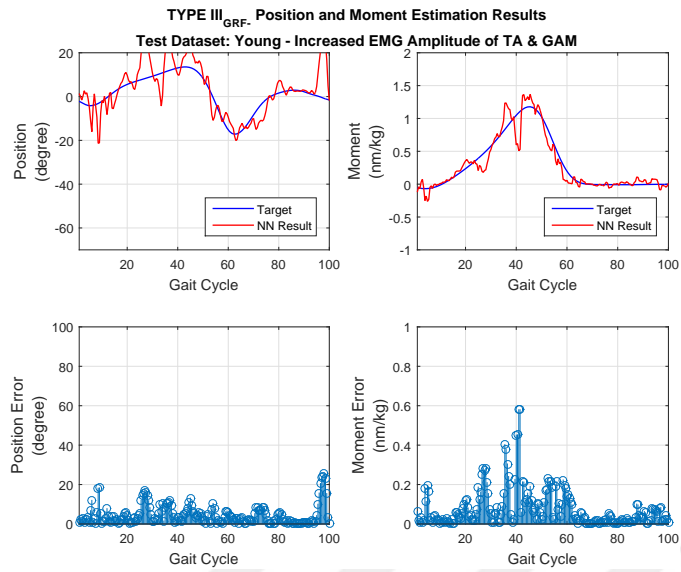 TYPE III GRF- Position and Moment Estimation Results
Test Dataset: Young - Increased EMG Amplitude of TA & GAM
20
0
-20
-40
-60
Position
(degree)
Target
NN Result
20 40 60 80 100
Gait Cycle
2
1.5
1
0.5
0
-0.5
-1
Moment
(nm/kg)
Target
NN Result
20 40 60 80 100
Gait Cycle
100
80
60
40
20
0
Position Error
(degree)
0 20 40 60 80 100
Gait Cycle
1
0.8
0.6
0.4
0.2
0
Moment Error
(nm/kg)
20 40 60 80 100
Gait Cycle